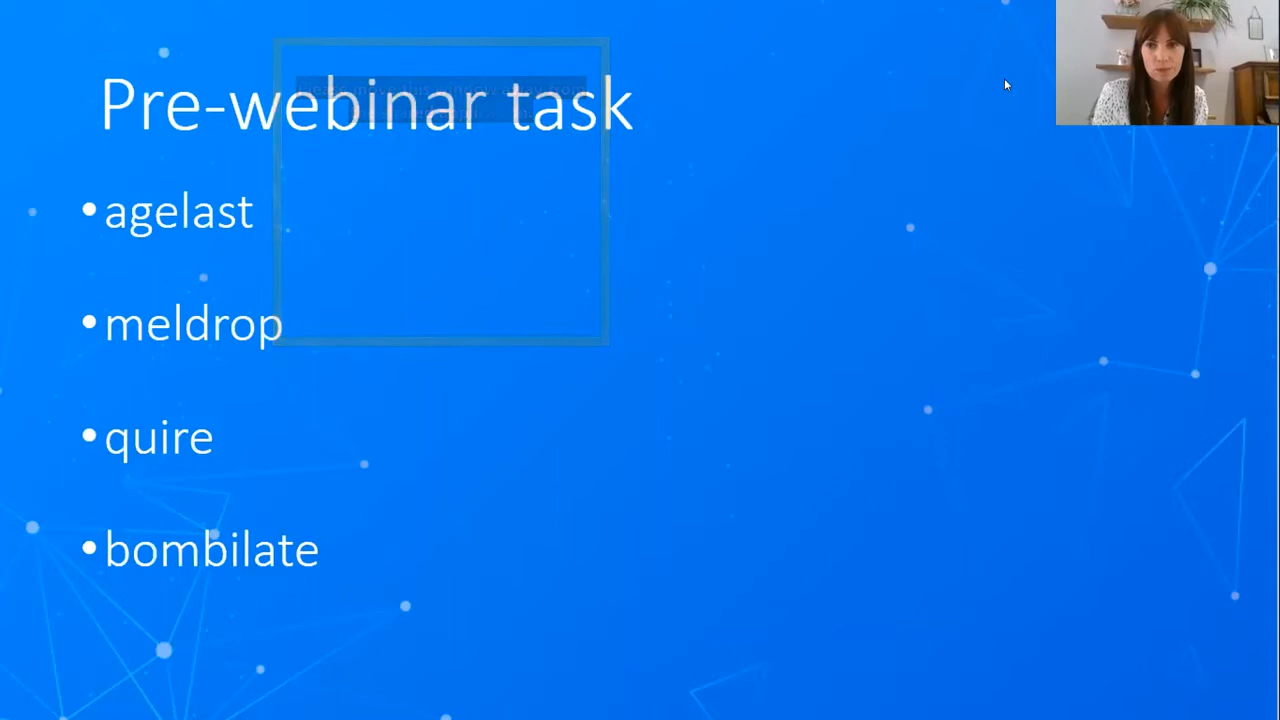 Pre-webinar task
• agelast
• meldrop
• quire
• bombilate